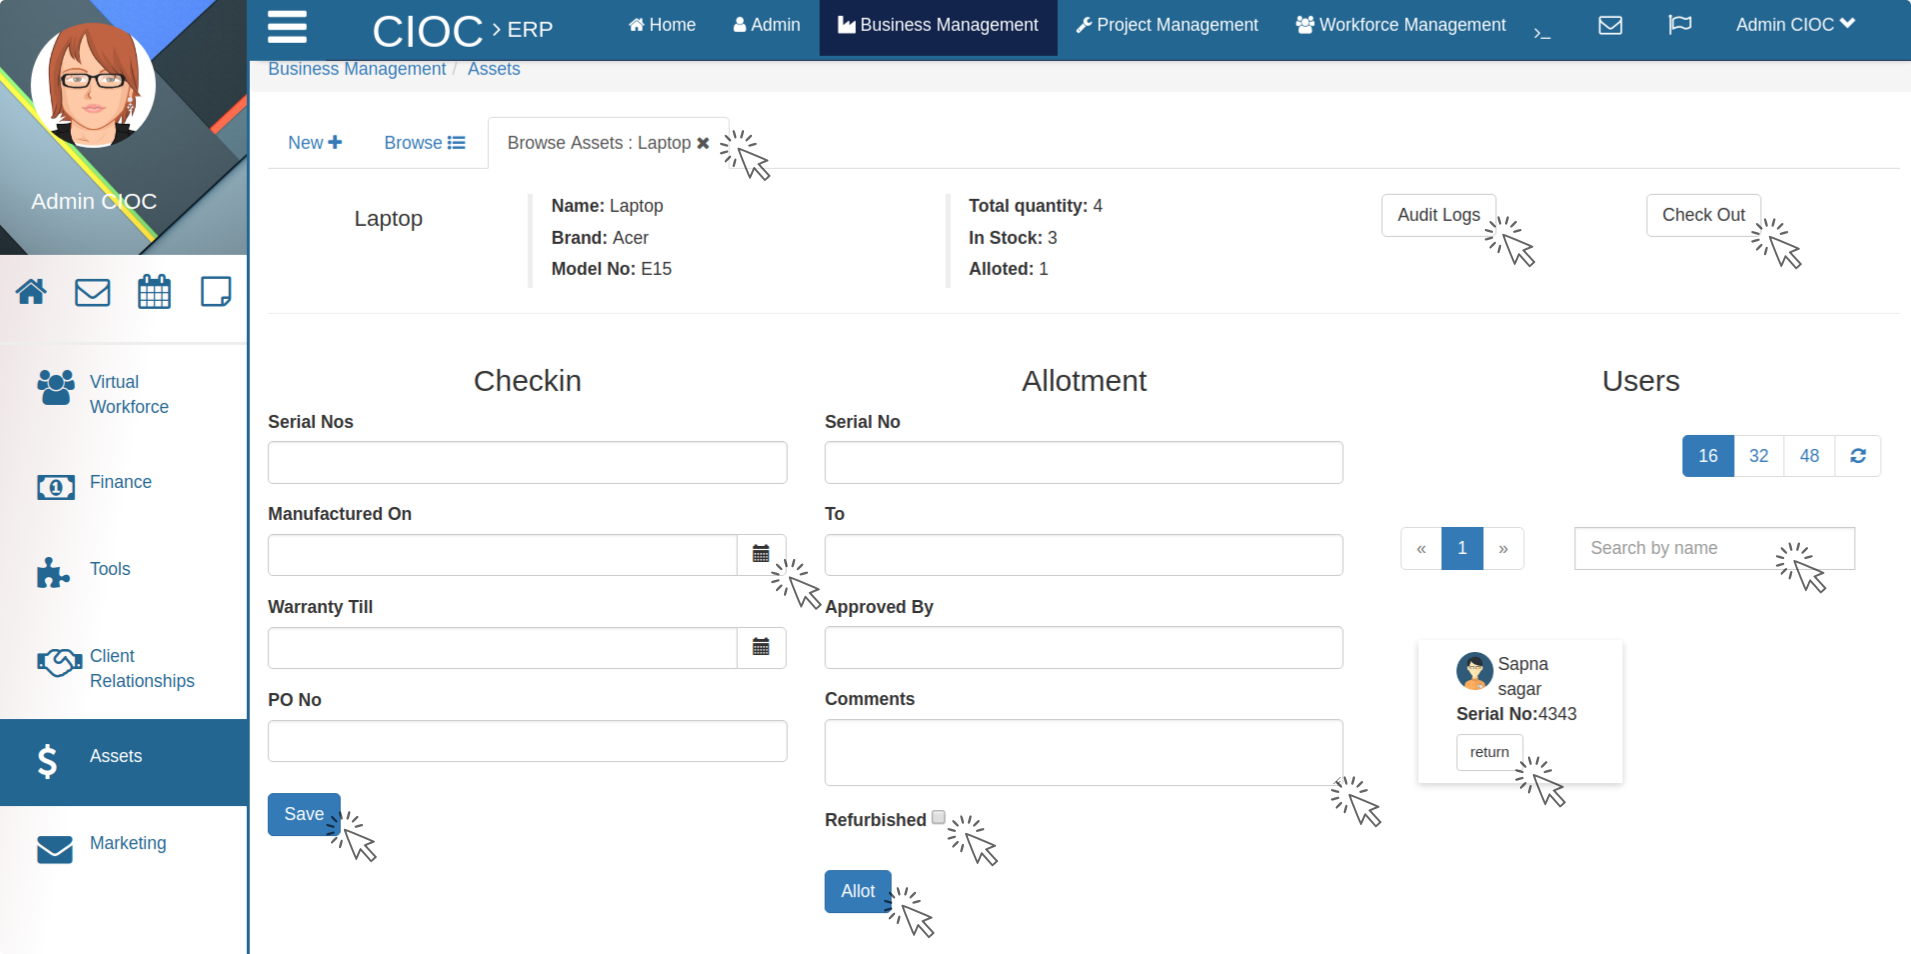 CIOC > ERP
Home
Admin
Business Management
Project Management
Workforce Management
>_
Admin CIOC
Business Management / Assets
Admin CIOC
New
Browse
Browse Assets : Laptop ✖
Laptop
Name: Laptop
Brand: Acer
Model No: E15
Total quantity: 4
In Stock: 3
Alloted: 1
Audit Logs
Check Out
Virtual
Workforce
Finance
Tools
Client
Relationships
Assets
Marketing
Checkin
Serial Nos
Manufactured On
Warranty Till
PO No
Save
Allotment
Serial No
To
Approved By
Comments
Refurbished
Allot
Users
16 32 48
« 1 »
Search by name
Sapna
sagar
Serial No:4343
return